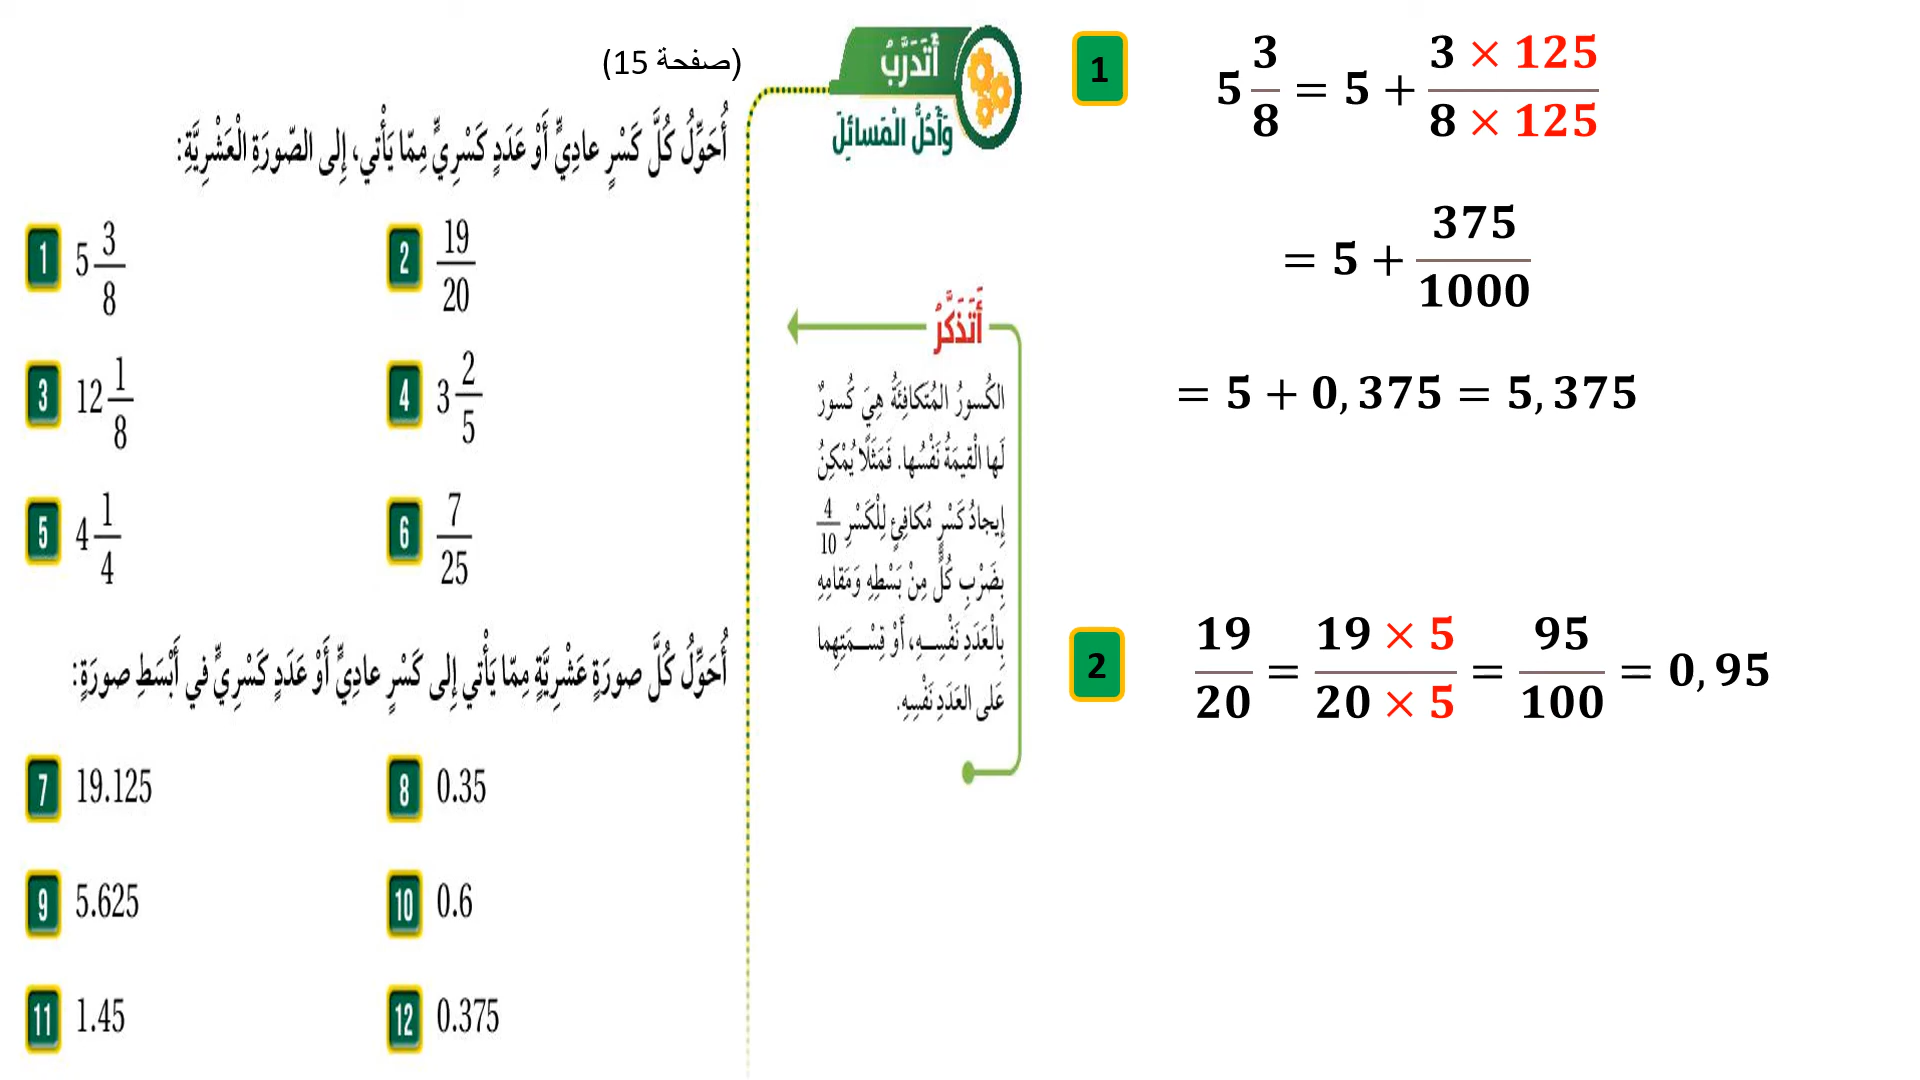 (صفحة 15)
أَتَدَرَّبُ
وَأَحُلُّ الْمَسائِلَ
أُحَوِّلُ كُلَّ كَسْرٍ عادِيٍّ أَوْ عَدَدٍ كَسْرِيٍّ مِمّا يَأْتي، إِلى الصّورَةِ الْعَشْرِيَّةِ:
1 5 3/8
2 19/20
3 12 1/8
4 3 2/5
5 4 1/4
6 7/25
أُحَوِّلُ كُلَّ صورَةٍ عَشْرِيَّةٍ مِمّا يَأْتي إِلى كَسْرٍ عادِيٍّ أَوْ عَدَدٍ كَسْرِيٍّ في أَبْسَطِ صورَةٍ:
7 19.125
8 0.35
9 5.625
10 0.6
11 1.45
12 0.375
أَتَذَكَّرُ
الكُسورُ المُتَكافِئَةُ هِيَ كُسورٌ
لَها الْقيمَةُ نَفْسُها. فَمَثَلًا يُمْكِنُ
إيجادُ كَسْرٍ مُكافِئٍ لِلْكَسْرِ 4/10
بِضَرْبِ كُلٍّ مِنْ بَسْطِهِ وَمَقامِهِ
بِالْعَدَدِ نَفْسِهِ، أَوْ قِسْمَتِهِما
عَلى العَدَدِ نَفْسِهِ.
1 5 3/8 = 5 + (3 × 125)/(8 × 125)
= 5 + 375/1000
= 5 + 0,375 = 5,375
2 19/20 = (19 × 5)/(20 × 5) = 95/100 = 0,95